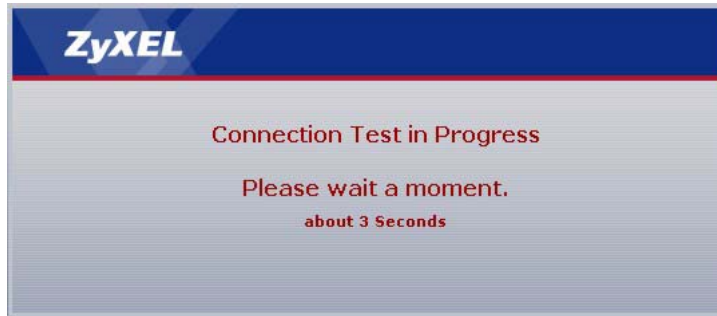 ZyXEL
Connection Test in Progress
Please wait a moment.
about 3 Seconds